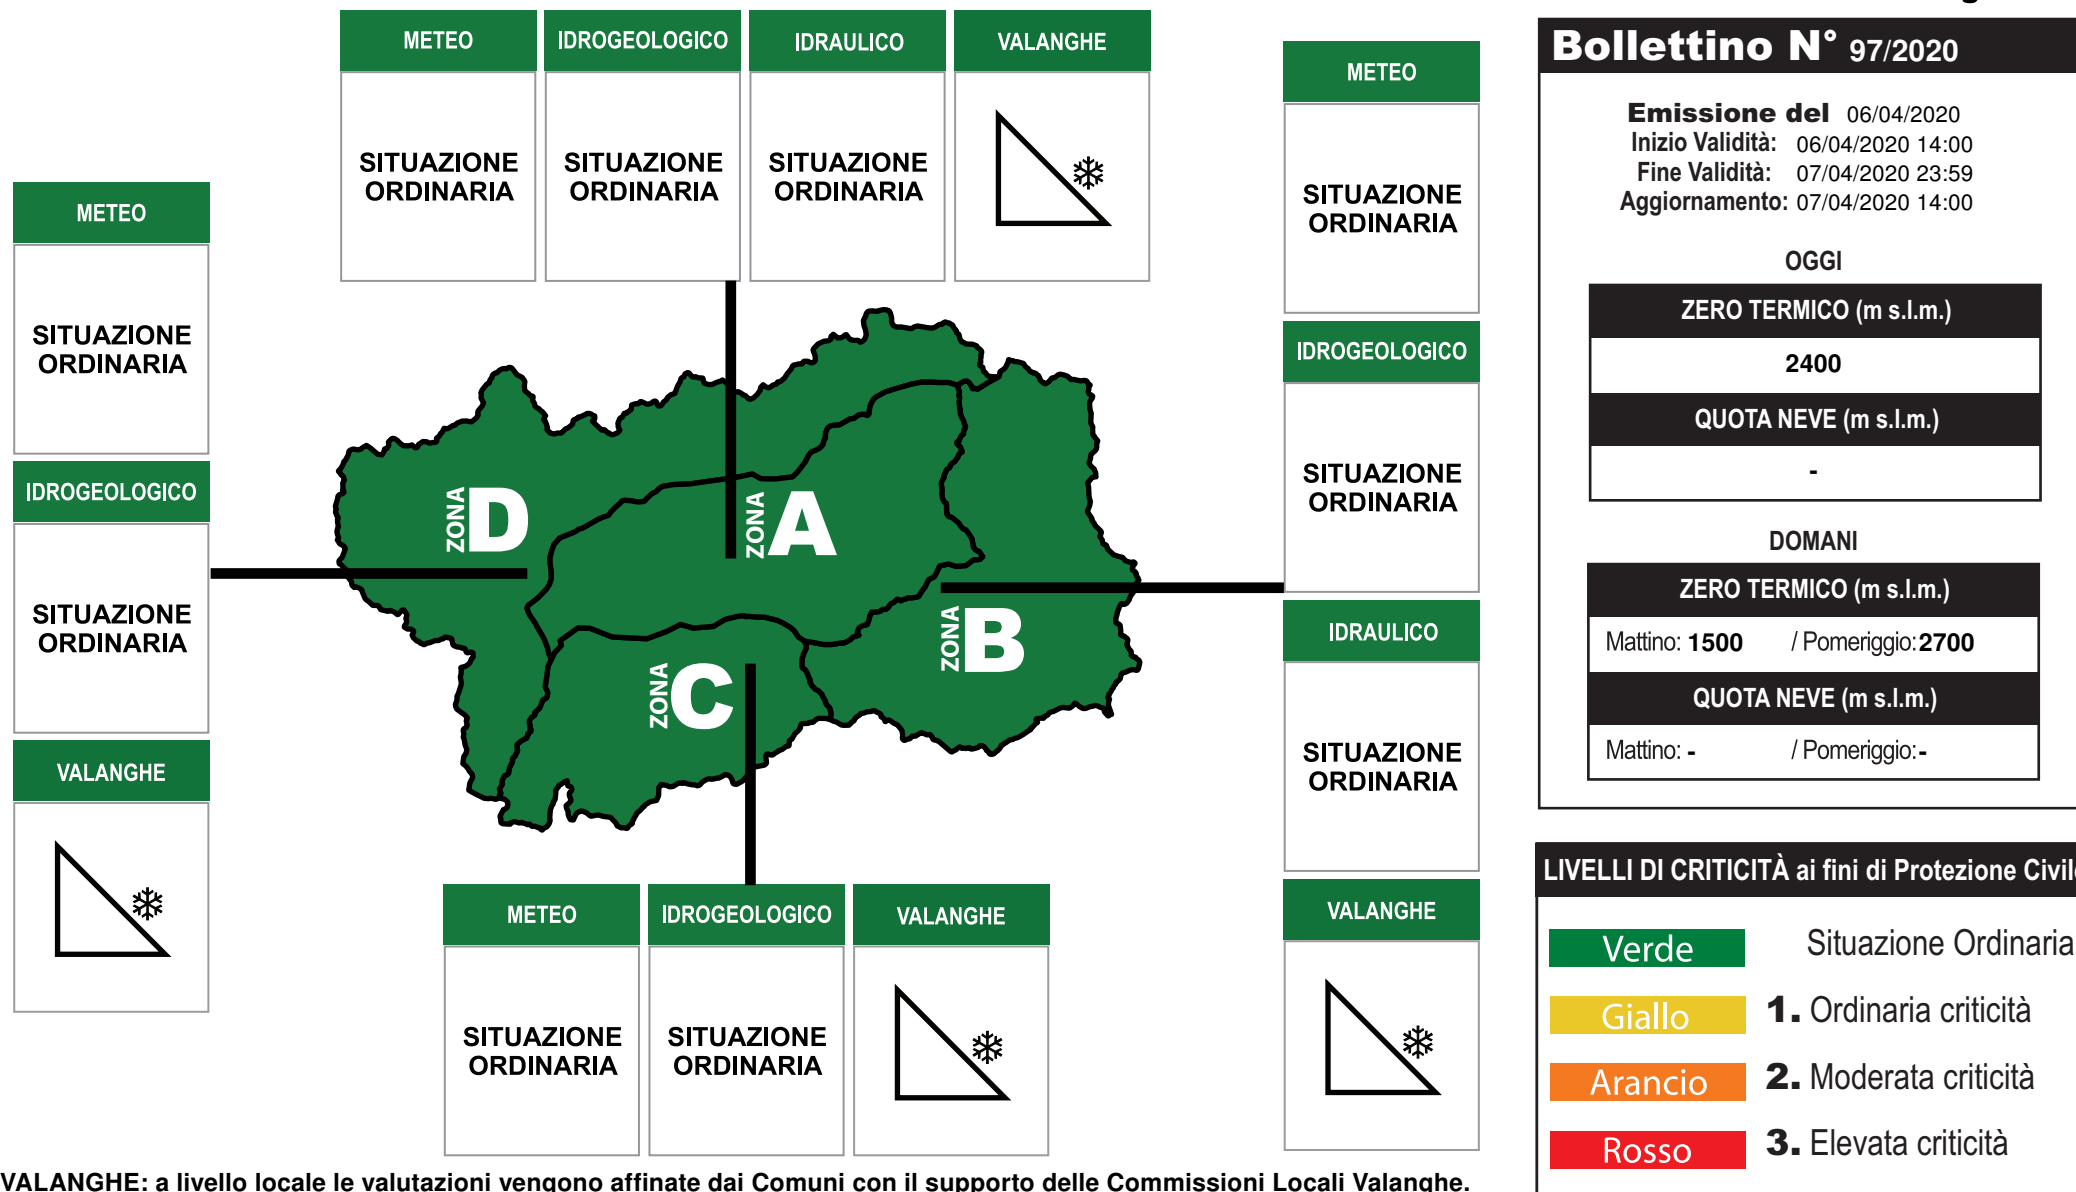 METEO IDROGEOLOGICO IDRAULICO VALANGHE
SITUAZIONE ORDINARIA
SITUAZIONE ORDINARIA
SITUAZIONE ORDINARIA
METEO
SITUAZIONE
ORDINARIA
IDROGEOLOGICO
SITUAZIONE
ORDINARIA
VALANGHE
ZONA D
ZONA A
ZONA B
ZONA C
METEO
SITUAZIONE
ORDINARIA
IDROGEOLOGICO
SITUAZIONE
ORDINARIA
IDRAULICO
SITUAZIONE
ORDINARIA
VALANGHE
METEO IDROGEOLOGICO VALANGHE
SITUAZIONE ORDINARIA
SITUAZIONE ORDINARIA
VALANGHE: a livello locale le valutazioni vengono affinate dai Comuni con il supporto delle Commissioni Locali Valanghe.
Bollettino N° 97/2020
Emissione del 06/04/2020
Inizio Validità: 06/04/2020 14:00
Fine Validità: 07/04/2020 23:59
Aggiornamento: 07/04/2020 14:00
OGGI
ZERO TERMICO (m s.l.m.)
2400
QUOTA NEVE (m s.l.m.)
-
DOMANI
ZERO TERMICO (m s.l.m.)
Mattino: 1500 / Pomeriggio: 2700
QUOTA NEVE (m s.l.m.)
Mattino: - / Pomeriggio: -
LIVELLI DI CRITICITÀ ai fini di Protezione Civile
Verde Situazione Ordinaria
Giallo 1. Ordinaria criticità
Arancio 2. Moderata criticità
Rosso 3. Elevata criticità